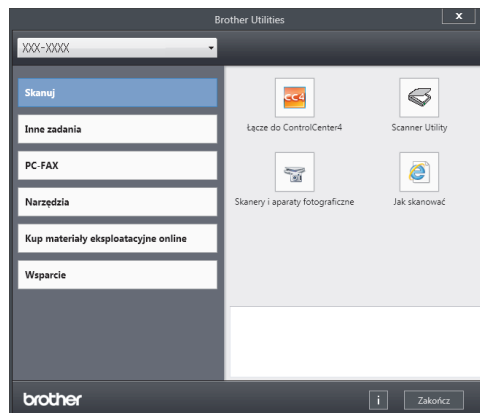 Brother Utilities
x
XXX-XXXX
Skanuj
Inne zadania
PC-FAX
Narzędzia
Kup materiały eksploatacyjne online
Wsparcie
CC4
Łącze do ControlCenter4
Scanner Utility
Skanery i aparaty fotograficzne
Jak skanować
brother
i
Zakończ